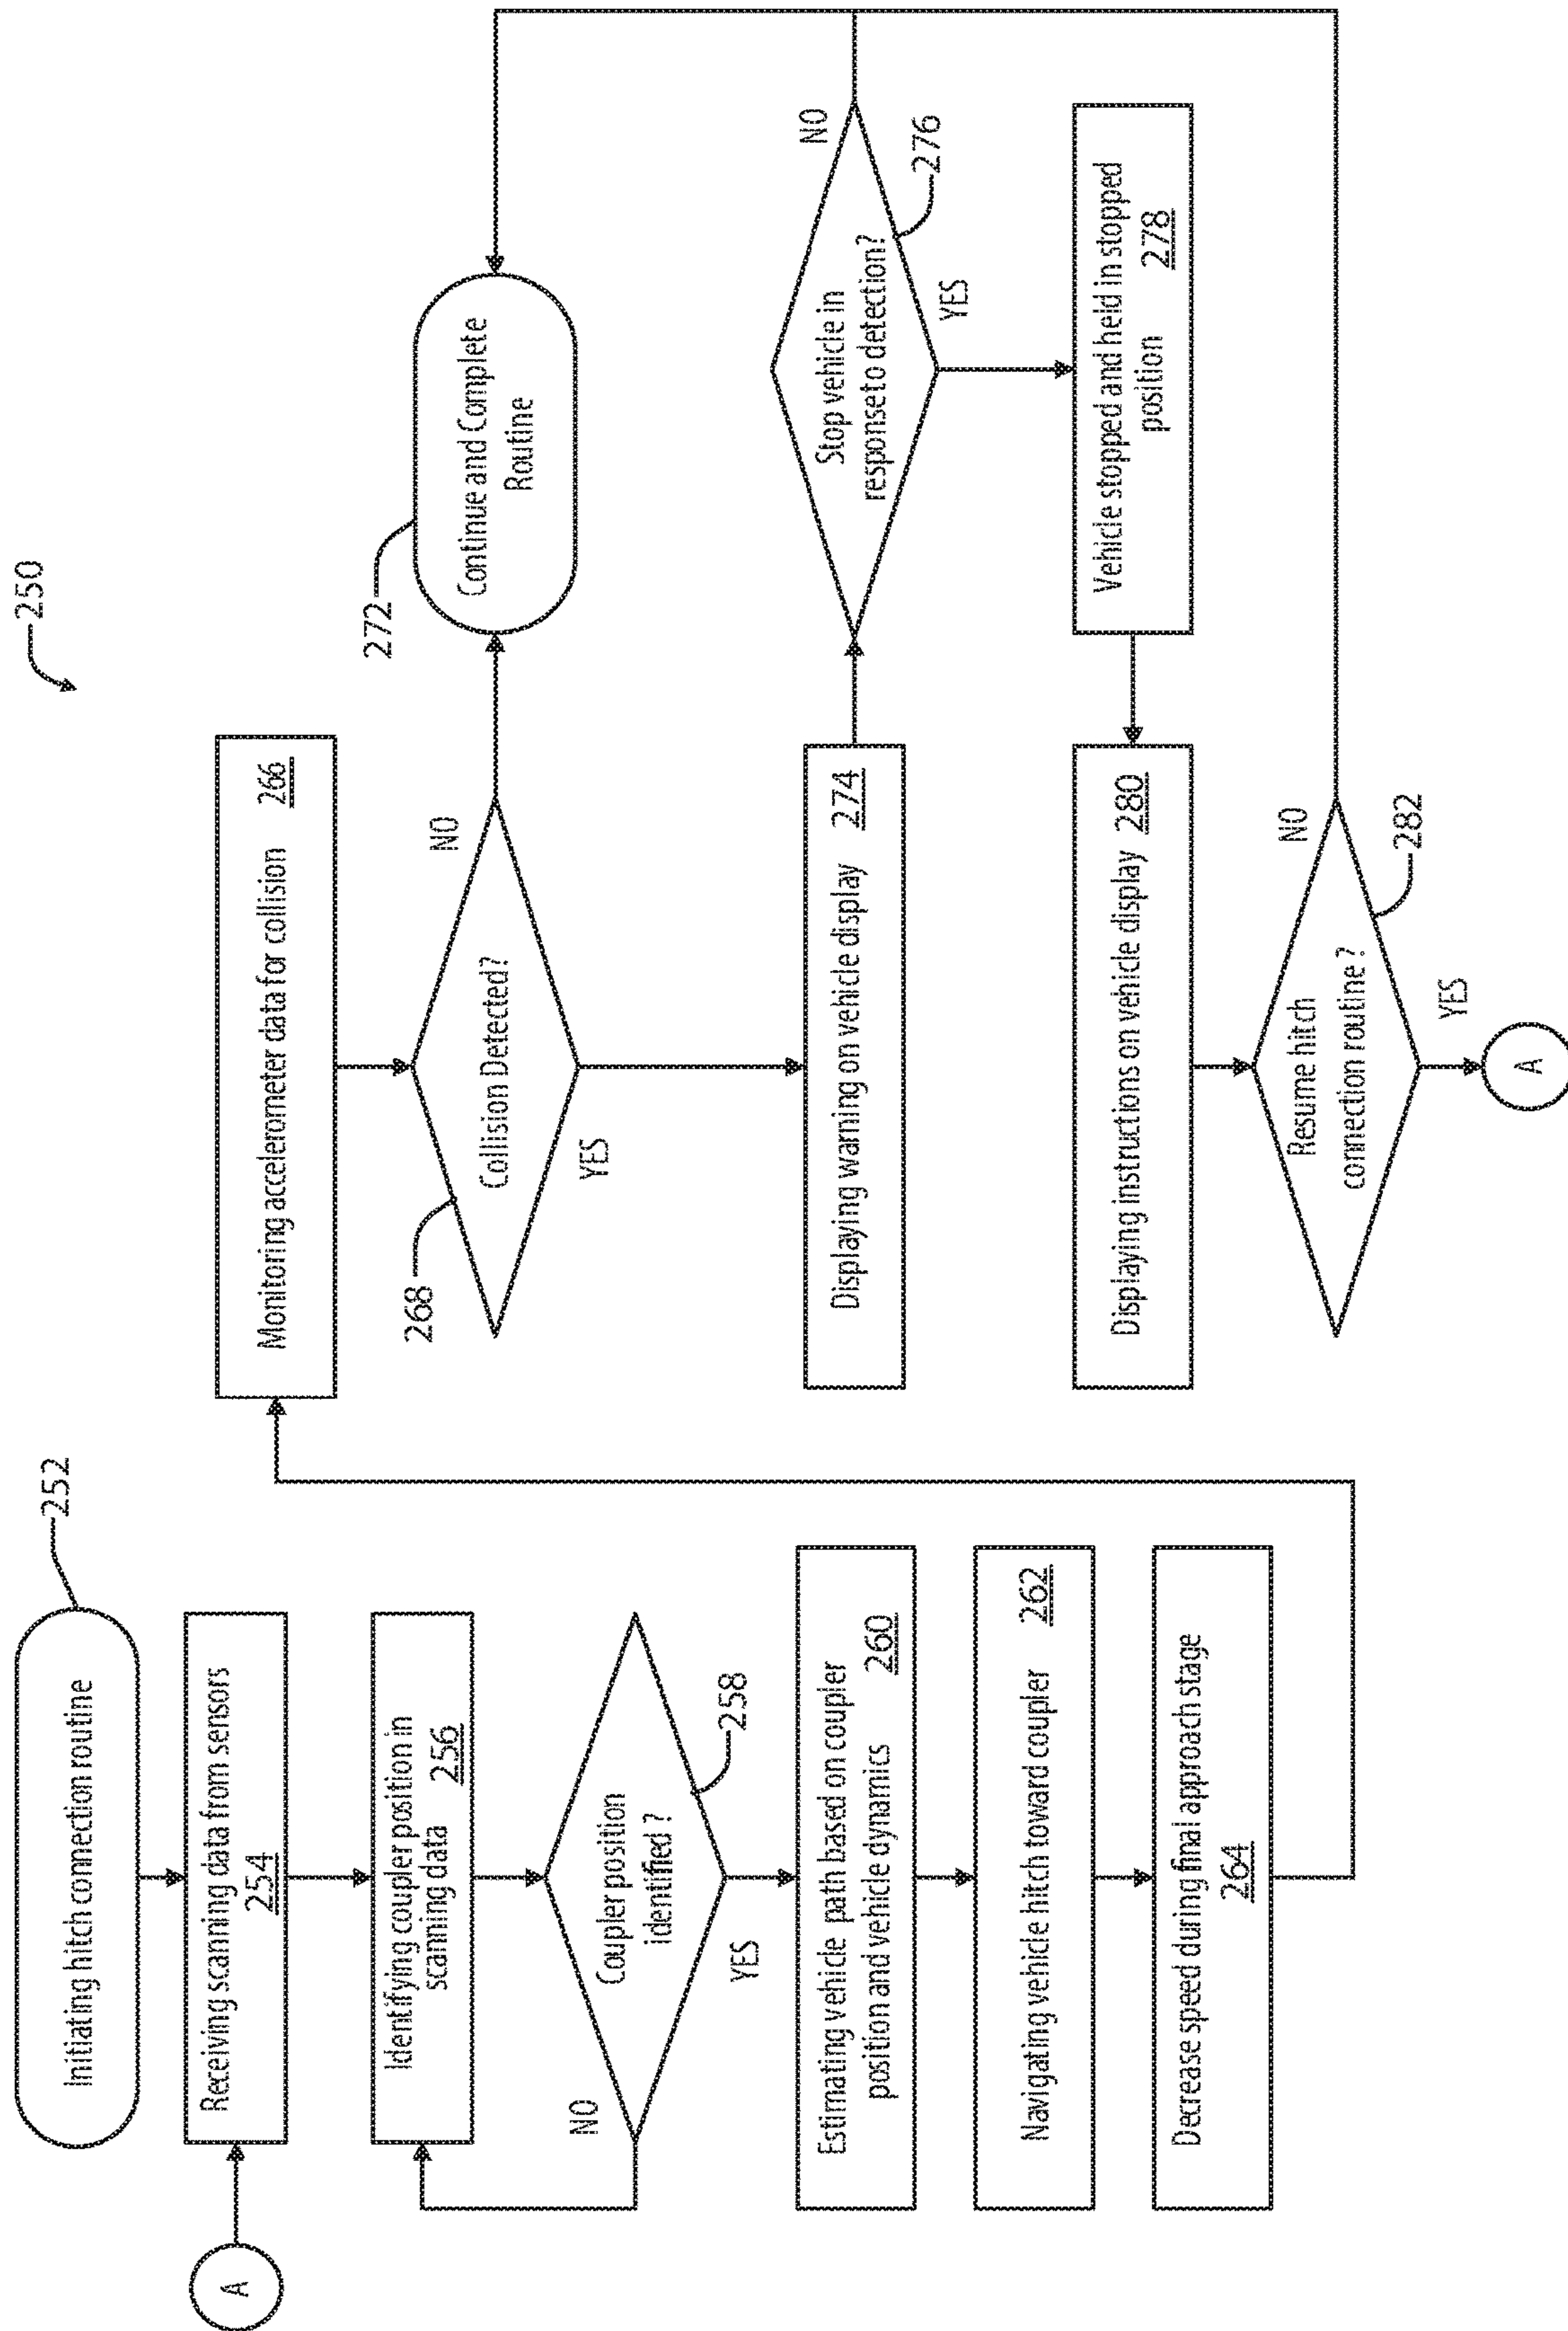 250
252
Initiating hitch connection routine
A
Receiving scanning data from sensors
254
Identifying coupler position in
scanning data 256
Coupler position
identified ?
258
NO
YES
Estimating vehicle path based on coupler
position and vehicle dynamics 260
Navigating vehicle hitch toward coupler 262
Decrease speed during final approach stage
264
Monitoring accelerometer data for collision 266
268
Collision Detected?
NO
YES
272
Continue and Complete
Routine
Displaying warning on vehicle display 274
Stop vehicle in
response to detection?
NO
276
YES
Vehicle stopped and held in stopped
position 278
Displaying instructions on vehicle display 280
Resume hitch
connection routine ?
NO
282
YES
A